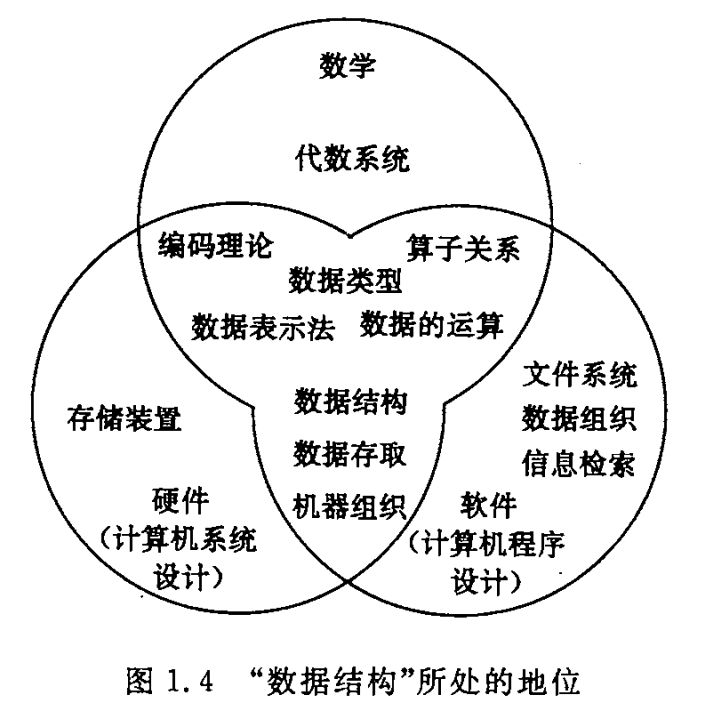 数学
代数系统
编码理论
算子关系
数据类型
数据表示法
数据的运算
文件系统
数据结构
存储装置
数据组织
数据存取
信息检索
硬件
机器组织
软件
(计算机系统
设计)
(计算机程序
设计)
图 1.4 “数据结构”所处的地位